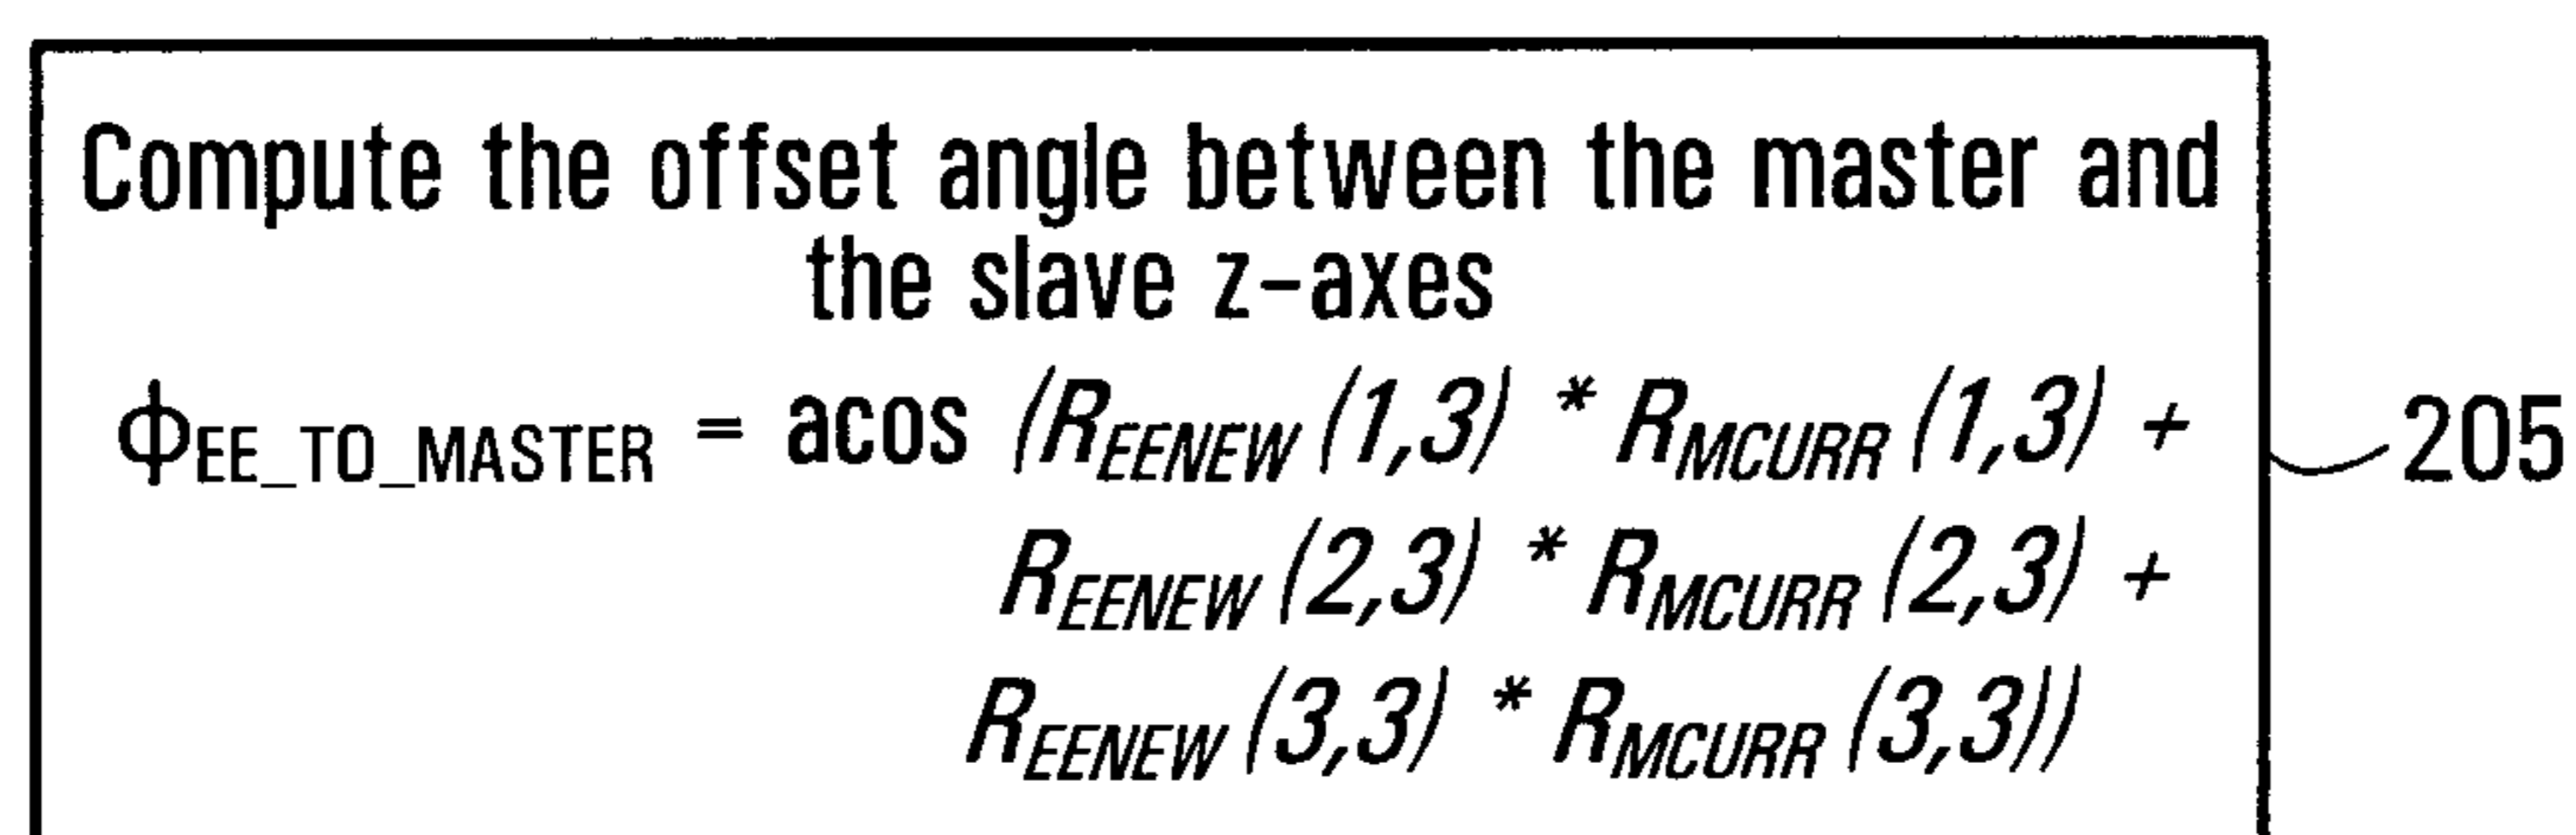 Compute the offset angle between the master and
the slave z-axes
ϕEE_TO_MASTER = acos (REENEW (1,3) * RMCURR (1,3) +
205
REENEW (2,3) * RMCURR (2,3) +
REENEW (3,3) * RMCURR (3,3))